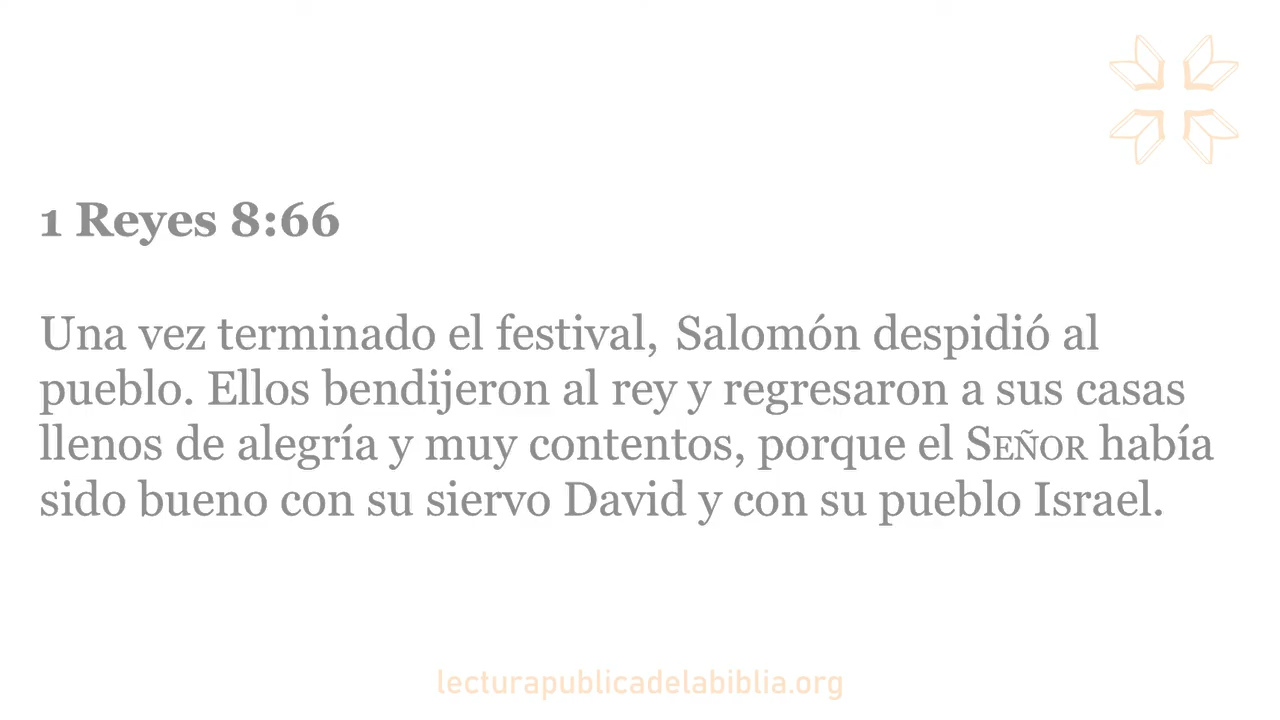 1 Reyes 8:66
Una vez terminado el festival, Salomón despidió al
pueblo. Ellos bendijeron al rey y regresaron a sus casas
llenos de alegría y muy contentos, porque el SEÑOR había
sido bueno con su siervo David y con su pueblo Israel.
lecturapublicadelabiblia.org